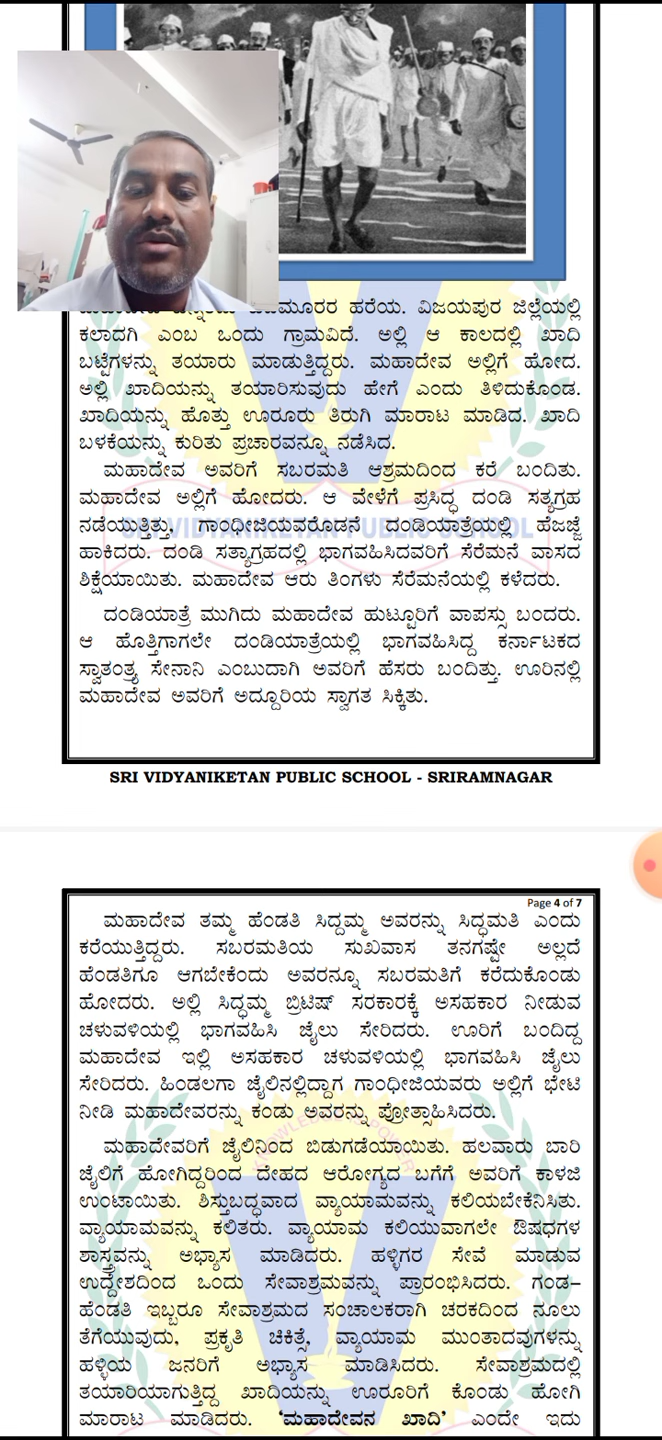 ಹರೆಯ. ವಿಜಯಪುರ ಜಿಲ್ಲೆಯಲ್ಲಿ
ಕಲಾದಗಿ ಎಂಬ ಒಂದು ಗ್ರಾಮವಿದೆ. ಅಲ್ಲಿ ಆ ಕಾಲದಲ್ಲಿ ಖಾದಿ
ಬಟ್ಟೆಗಳನ್ನು ತಯಾರು ಮಾಡುತ್ತಿದ್ದರು. ಮಹಾದೇವ ಅಲ್ಲಿಗೆ ಹೋದ.
ಅಲ್ಲಿ ಖಾದಿಯನ್ನು ತಯಾರಿಸುವುದು ಹೇಗೆ ಎಂದು ತಿಳಿದುಕೊಂಡ.
ಖಾದಿಯನ್ನು ಹೊತ್ತು ಊರೂರು ತಿರುಗಿ ಮಾರಾಟ ಮಾಡಿದ. ಖಾದಿ
ಬಳಕೆಯನ್ನು ಕುರಿತು ಪ್ರಚಾರವನ್ನೂ ನಡೆಸಿದ.
ಮಹಾದೇವ ಅವರಿಗೆ ಸಬರಮತಿ ಆಶ್ರಮದಿಂದ ಕರೆ ಬಂದಿತು.
ಮಹಾದೇವ ಅಲ್ಲಿಗೆ ಹೋದರು. ಆ ವೇಳೆಗೆ ಪ್ರಸಿದ್ಧ ದಂಡಿ ಸತ್ಯಗ್ರಹ
ನಡೆಯುತ್ತಿತ್ತು, ಗಾಂಧೀಜಿಯವರೊಡನೆ ದಂಡಿಯಾತ್ರೆಯಲ್ಲಿ ಹೆಜಜ್ಜೆ
ಹಾಕಿದರು. ದಂಡಿ ಸತ್ಯಾಗ್ರಹದಲ್ಲಿ ಭಾಗವಹಿಸಿದವರಿಗೆ ಸೆರೆಮನೆ ವಾಸದ
ಶಿಕ್ಷೆಯಾಯಿತು. ಮಹಾದೇವ ಆರು ತಿಂಗಳು ಸೆರೆಮನೆಯಲ್ಲಿ ಕಳೆದರು.
ದಂಡಿಯಾತ್ರೆ ಮುಗಿದು ಮಹಾದೇವ ಹುಟ್ಟೂರಿಗೆ ವಾಪಸ್ಸು ಬಂದರು.
ಆ ಹೊತ್ತಿಗಾಗಲೇ ದಂಡಿಯಾತ್ರೆಯಲ್ಲಿ ಭಾಗವಹಿಸಿದ್ದ ಕರ್ನಾಟಕದ
ಸ್ವಾತಂತ್ರ್ಯ ಸೇನಾನಿ ಎಂಬುದಾಗಿ ಅವರಿಗೆ ಹೆಸರು ಬಂದಿತ್ತು. ಊರಿನಲ್ಲಿ
ಮಹಾದೇವ ಅವರಿಗೆ ಅದ್ದೂರಿಯ ಸ್ವಾಗತ ಸಿಕ್ಕಿತು.
SRI VIDYANIKETAN PUBLIC SCHOOL - SRIRAMNAGAR
Page 4 of 7
ಮಹಾದೇವ ತಮ್ಮ ಹೆಂಡತಿ ಸಿದ್ದಮ್ಮ ಅವರನ್ನು ಸಿದ್ಧಮತಿ ಎಂದು
ಕರೆಯುತ್ತಿದ್ದರು. ಸಬರಮತಿಯ ಸುಖವಾಸ ತನಗಷ್ಟೇ ಅಲ್ಲದೆ
ಹೆಂಡತಿಗೂ ಆಗಬೇಕೆಂದು ಅವರನ್ನೂ ಸಬರಮತಿಗೆ ಕರೆದುಕೊಂಡು
ಹೋದರು. ಅಲ್ಲಿ ಸಿದ್ಧಮ್ಮ ಬ್ರಿಟಿಷ್ ಸರಕಾರಕ್ಕೆ ಅಸಹಕಾರ ನೀಡುವ
ಚಳುವಳಿಯಲ್ಲಿ ಭಾಗವಹಿಸಿ ಜೈಲು ಸೇರಿದರು. ಊರಿಗೆ ಬಂದಿದ್ದ
ಮಹಾದೇವ ಇಲ್ಲಿ ಅಸಹಕಾರ ಚಳುವಳಿಯಲ್ಲಿ ಭಾಗವಹಿಸಿ ಜೈಲು
ಸೇರಿದರು. ಹಿಂಡಲಗಾ ಜೈಲಿನಲ್ಲಿದ್ದಾಗ ಗಾಂಧೀಜಿಯವರು ಅಲ್ಲಿಗೆ ಭೇಟಿ
ನೀಡಿ ಮಹಾದೇವರನ್ನು ಕಂಡು ಅವರನ್ನು ಪ್ರೋತ್ಸಾಹಿಸಿದರು.
ಮಹಾದೇವರಿಗೆ ಜೈಲಿನಿಂದ ಬಿಡುಗಡೆಯಾಯಿತು. ಹಲವಾರು ಬಾರಿ
ಜೈಲಿಗೆ ಹೋಗಿದ್ದರಿಂದ ದೇಹದ ಆರೋಗ್ಯದ ಬಗೆಗೆ ಅವರಿಗೆ ಕಾಳಜಿ
ಉಂಟಾಯಿತು. ಶಿಸ್ತುಬದ್ಧವಾದ ವ್ಯಾಯಾಮವನ್ನು ಕಲಿಯಬೇಕೆನಿಸಿತು.
ವ್ಯಾಯಾಮವನ್ನು ಕಲಿತರು. ವ್ಯಾಯಾಮ ಕಲಿಯುವಾಗಲೇ ಔಷಧಗಳ
ಶಾಸ್ತ್ರವನ್ನು ಅಭ್ಯಾಸ ಮಾಡಿದರು. ಹಳ್ಳಿಗರ ಸೇವೆ ಮಾಡುವ
ಉದ್ದೇಶದಿಂದ ಒಂದು ಸೇವಾಶ್ರಮವನ್ನು ಪ್ರಾರಂಭಿಸಿದರು. ಗಂಡ–
ಹೆಂಡತಿ ಇಬ್ಬರೂ ಸೇವಾಶ್ರಮದ ಸಂಚಾಲಕರಾಗಿ ಚರಕದಿಂದ ನೂಲು
ತೆಗೆಯುವುದು, ಪ್ರಕೃತಿ ಚಿಕಿತ್ಸೆ, ವ್ಯಾಯಾಮ ಮುಂತಾದವುಗಳನ್ನು
ಹಳ್ಳಿಯ ಜನರಿಗೆ ಅಭ್ಯಾಸ ಮಾಡಿಸಿದರು. ಸೇವಾಶ್ರಮದಲ್ಲಿ
ತಯಾರಿಯಾಗುತ್ತಿದ್ದ ಖಾದಿಯನ್ನು ಊರೂರಿಗೆ ಕೊಂಡು ಹೋಗಿ
ಮಾರಾಟ ಮಾಡಿದರು. ‘ಮಹಾದೇವನ ಖಾದಿ’ ಎಂದೇ ಇದು